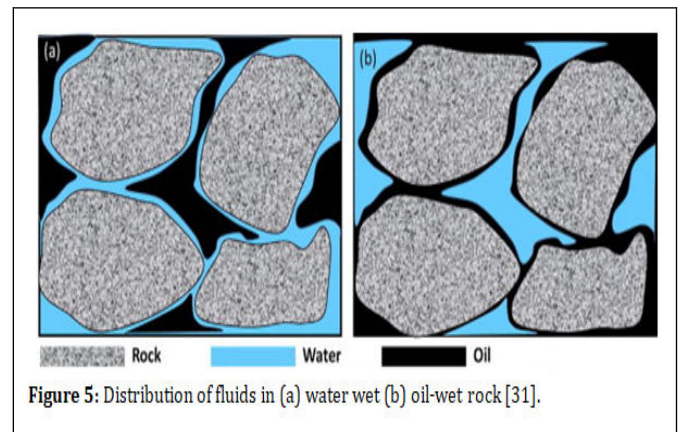 (a) (b)
Rock Water Oil
Figure 5: Distribution of fluids in (a) water wet (b) oil-wet rock [31].